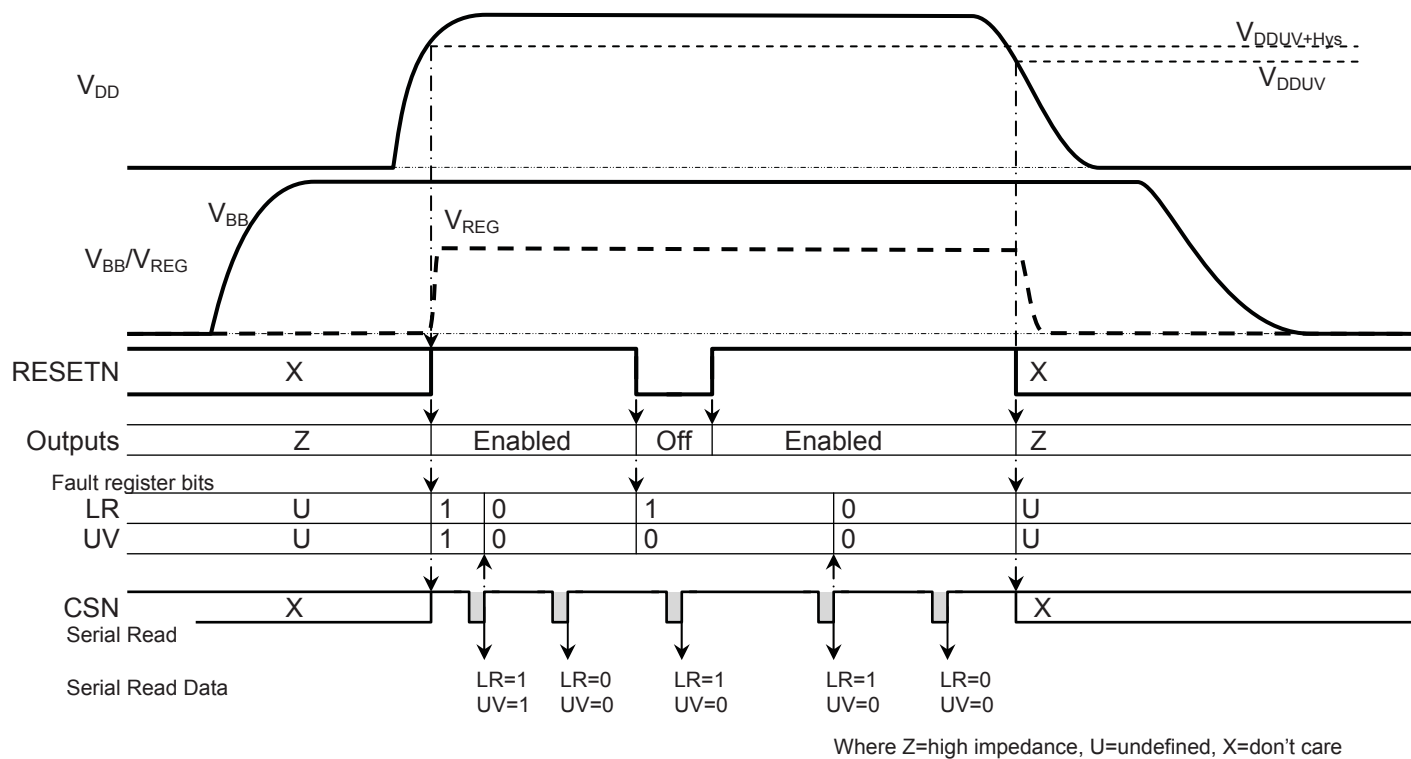 VDDUV+Hys
VDD
VDDUV
VBB
VREG
VBB/VREG
RESETN X X
Outputs Z Enabled Off Enabled Z
Fault register bits
LR U 1 0 1 0 U
UV U 1 0 0 0 U
CSN X X
Serial Read
Serial Read Data
LR=1 LR=0 LR=1 LR=1 LR=0
UV=1 UV=0 UV=0 UV=0 UV=0
Where Z=high impedance, U=undefined, X=don't care